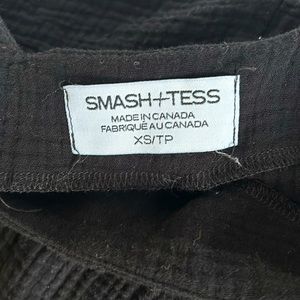 SMASH+TESS
MADE IN CANADA
FABRIQUÉ AU CANADA
XS/TP